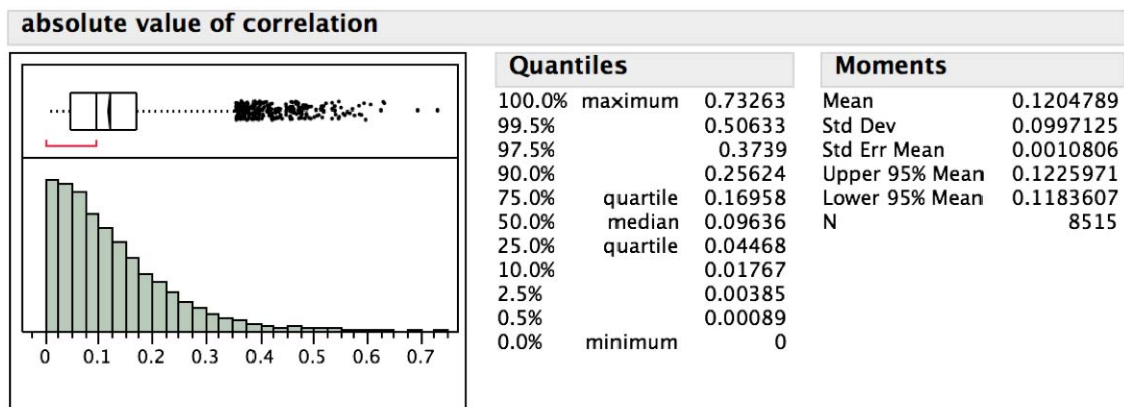 absolute value of correlation
0 0.1 0.2 0.3 0.4 0.5 0.6 0.7
Quantiles
100.0% maximum 0.73263
99.5% 0.50633
97.5% 0.3739
90.0% 0.25624
75.0% quartile 0.16958
50.0% median 0.09636
25.0% quartile 0.04468
10.0% 0.01767
2.5% 0.00385
0.5% 0.00089
0.0% minimum 0
Moments
Mean 0.1204789
Std Dev 0.0997125
Std Err Mean 0.0010806
Upper 95% Mean 0.1225971
Lower 95% Mean 0.1183607
N 8515